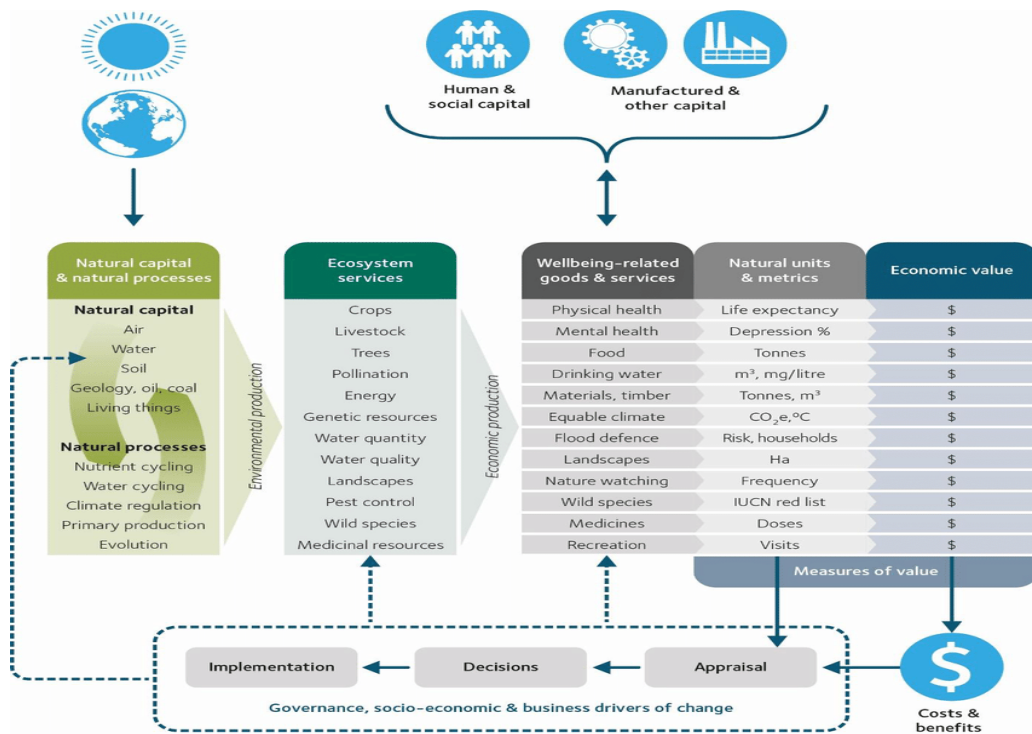 Human &
social capital
Manufactured &
other capital
Natural capital
& natural processes
Natural capital
Air
Water
Soil
Geology, oil, coal
Living things
Natural processes
Nutrient cycling
Water cycling
Climate regulation
Primary production
Evolution
Environmental production
Ecosystem
services
Crops
Livestock
Trees
Pollination
Energy
Genetic resources
Water quantity
Water quality
Landscapes
Pest control
Wild species
Medicinal resources
Economic production
Wellbeing-related
goods & services
Natural units
& metrics
Economic value
Physical health Life expectancy $
Mental health Depression % $
Food Tonnes $
Drinking water m³, mg/litre $
Materials, timber Tonnes, m³ $
Equable climate CO₂e,ºC $
Flood defence Risk, households $
Landscapes Ha $
Nature watching Frequency $
Wild species IUCN red list $
Medicines Doses $
Recreation Visits $
Measures of value
Implementation
Decisions
Appraisal
Governance, socio-economic & business drivers of change
$
Costs &
benefits